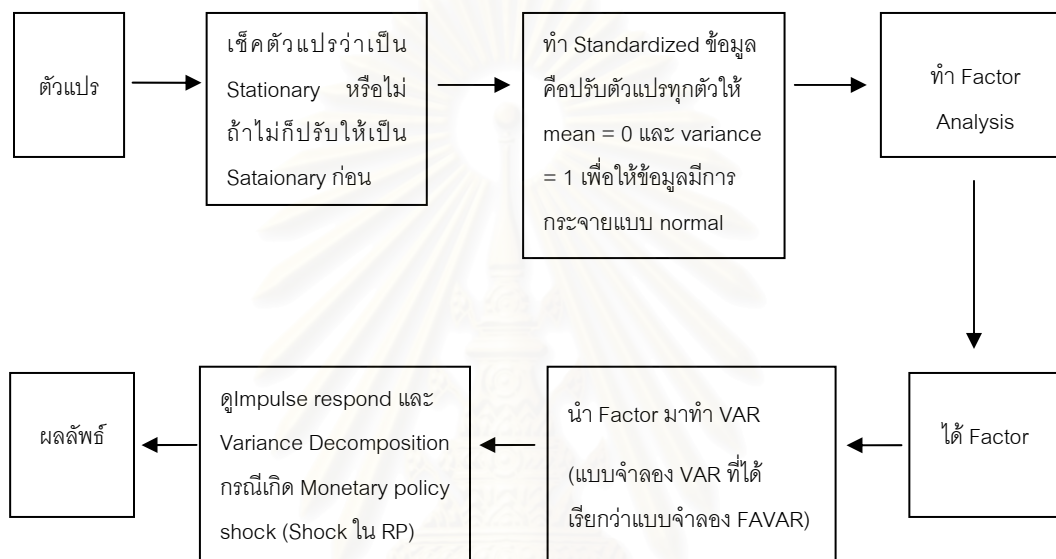 ตัวแปร
เช็คตัวแปรว่าเป็น
Stationary หรือไม่
ถ้าไม่ก็ปรับให้เป็น
Sataionary ก่อน
ทำ Standardized ข้อมูล
คือปรับตัวแปรทุกตัวให้
mean = 0 และ variance
= 1 เพื่อให้ข้อมูลมีการ
กระจายแบบ normal
ทำ Factor
Analysis
ได้ Factor
นำ Factor มาทำ VAR
(แบบจำลอง VAR ที่ได้
เรียกว่าแบบจำลอง FAVAR)
ดูImpulse respond และ
Variance Decomposition
กรณีเกิด Monetary policy
shock (Shock ใน RP)
ผลลัพธ์